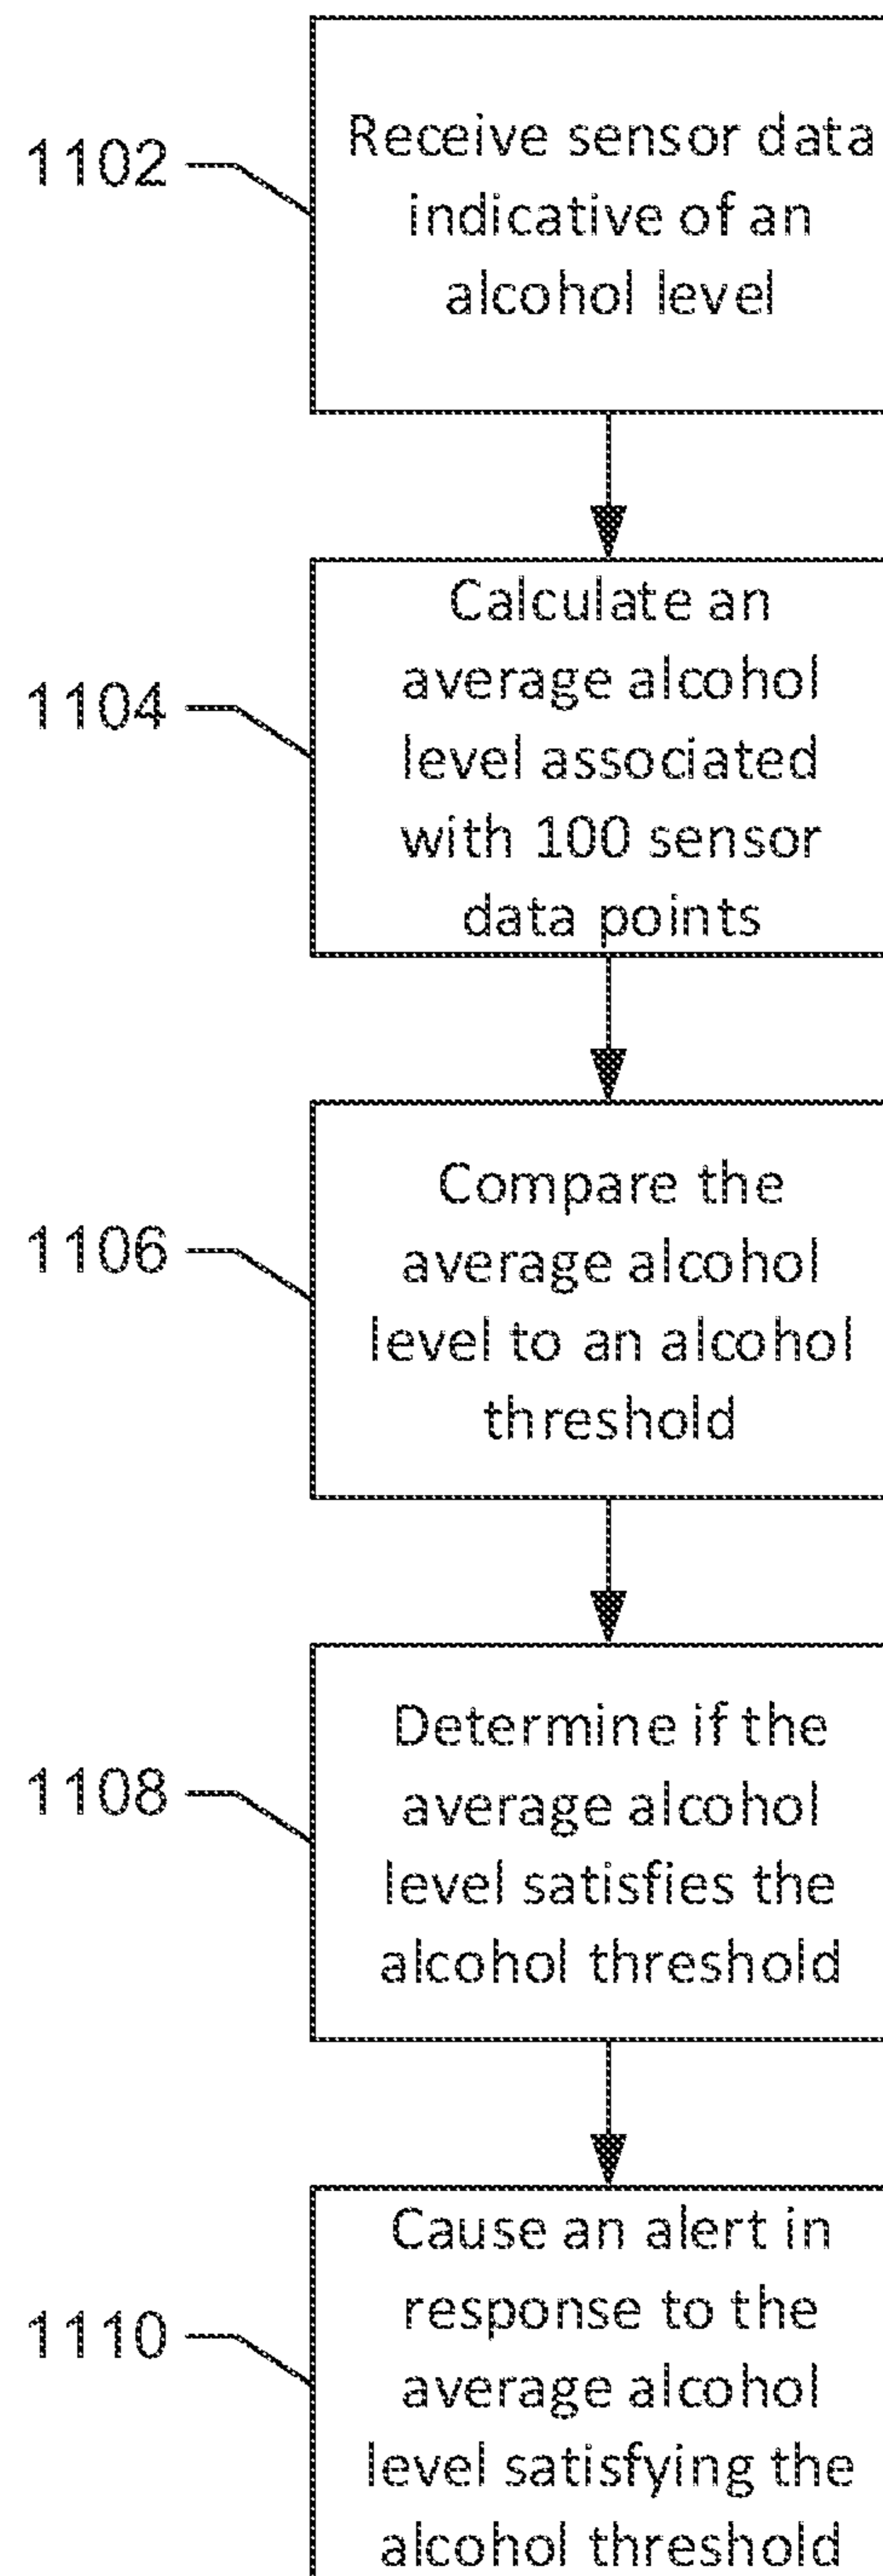 1102
Receive sensor data
indicative of an
alcohol level
1104
Calculate an
average alcohol
level associated
with 100 sensor
data points
1106
Compare the
average alcohol
level to an alcohol
threshold
1108
Determine if the
average alcohol
level satisfies the
alcohol threshold
1110
Cause an alert in
response to the
average alcohol
level satisfying the
alcohol threshold